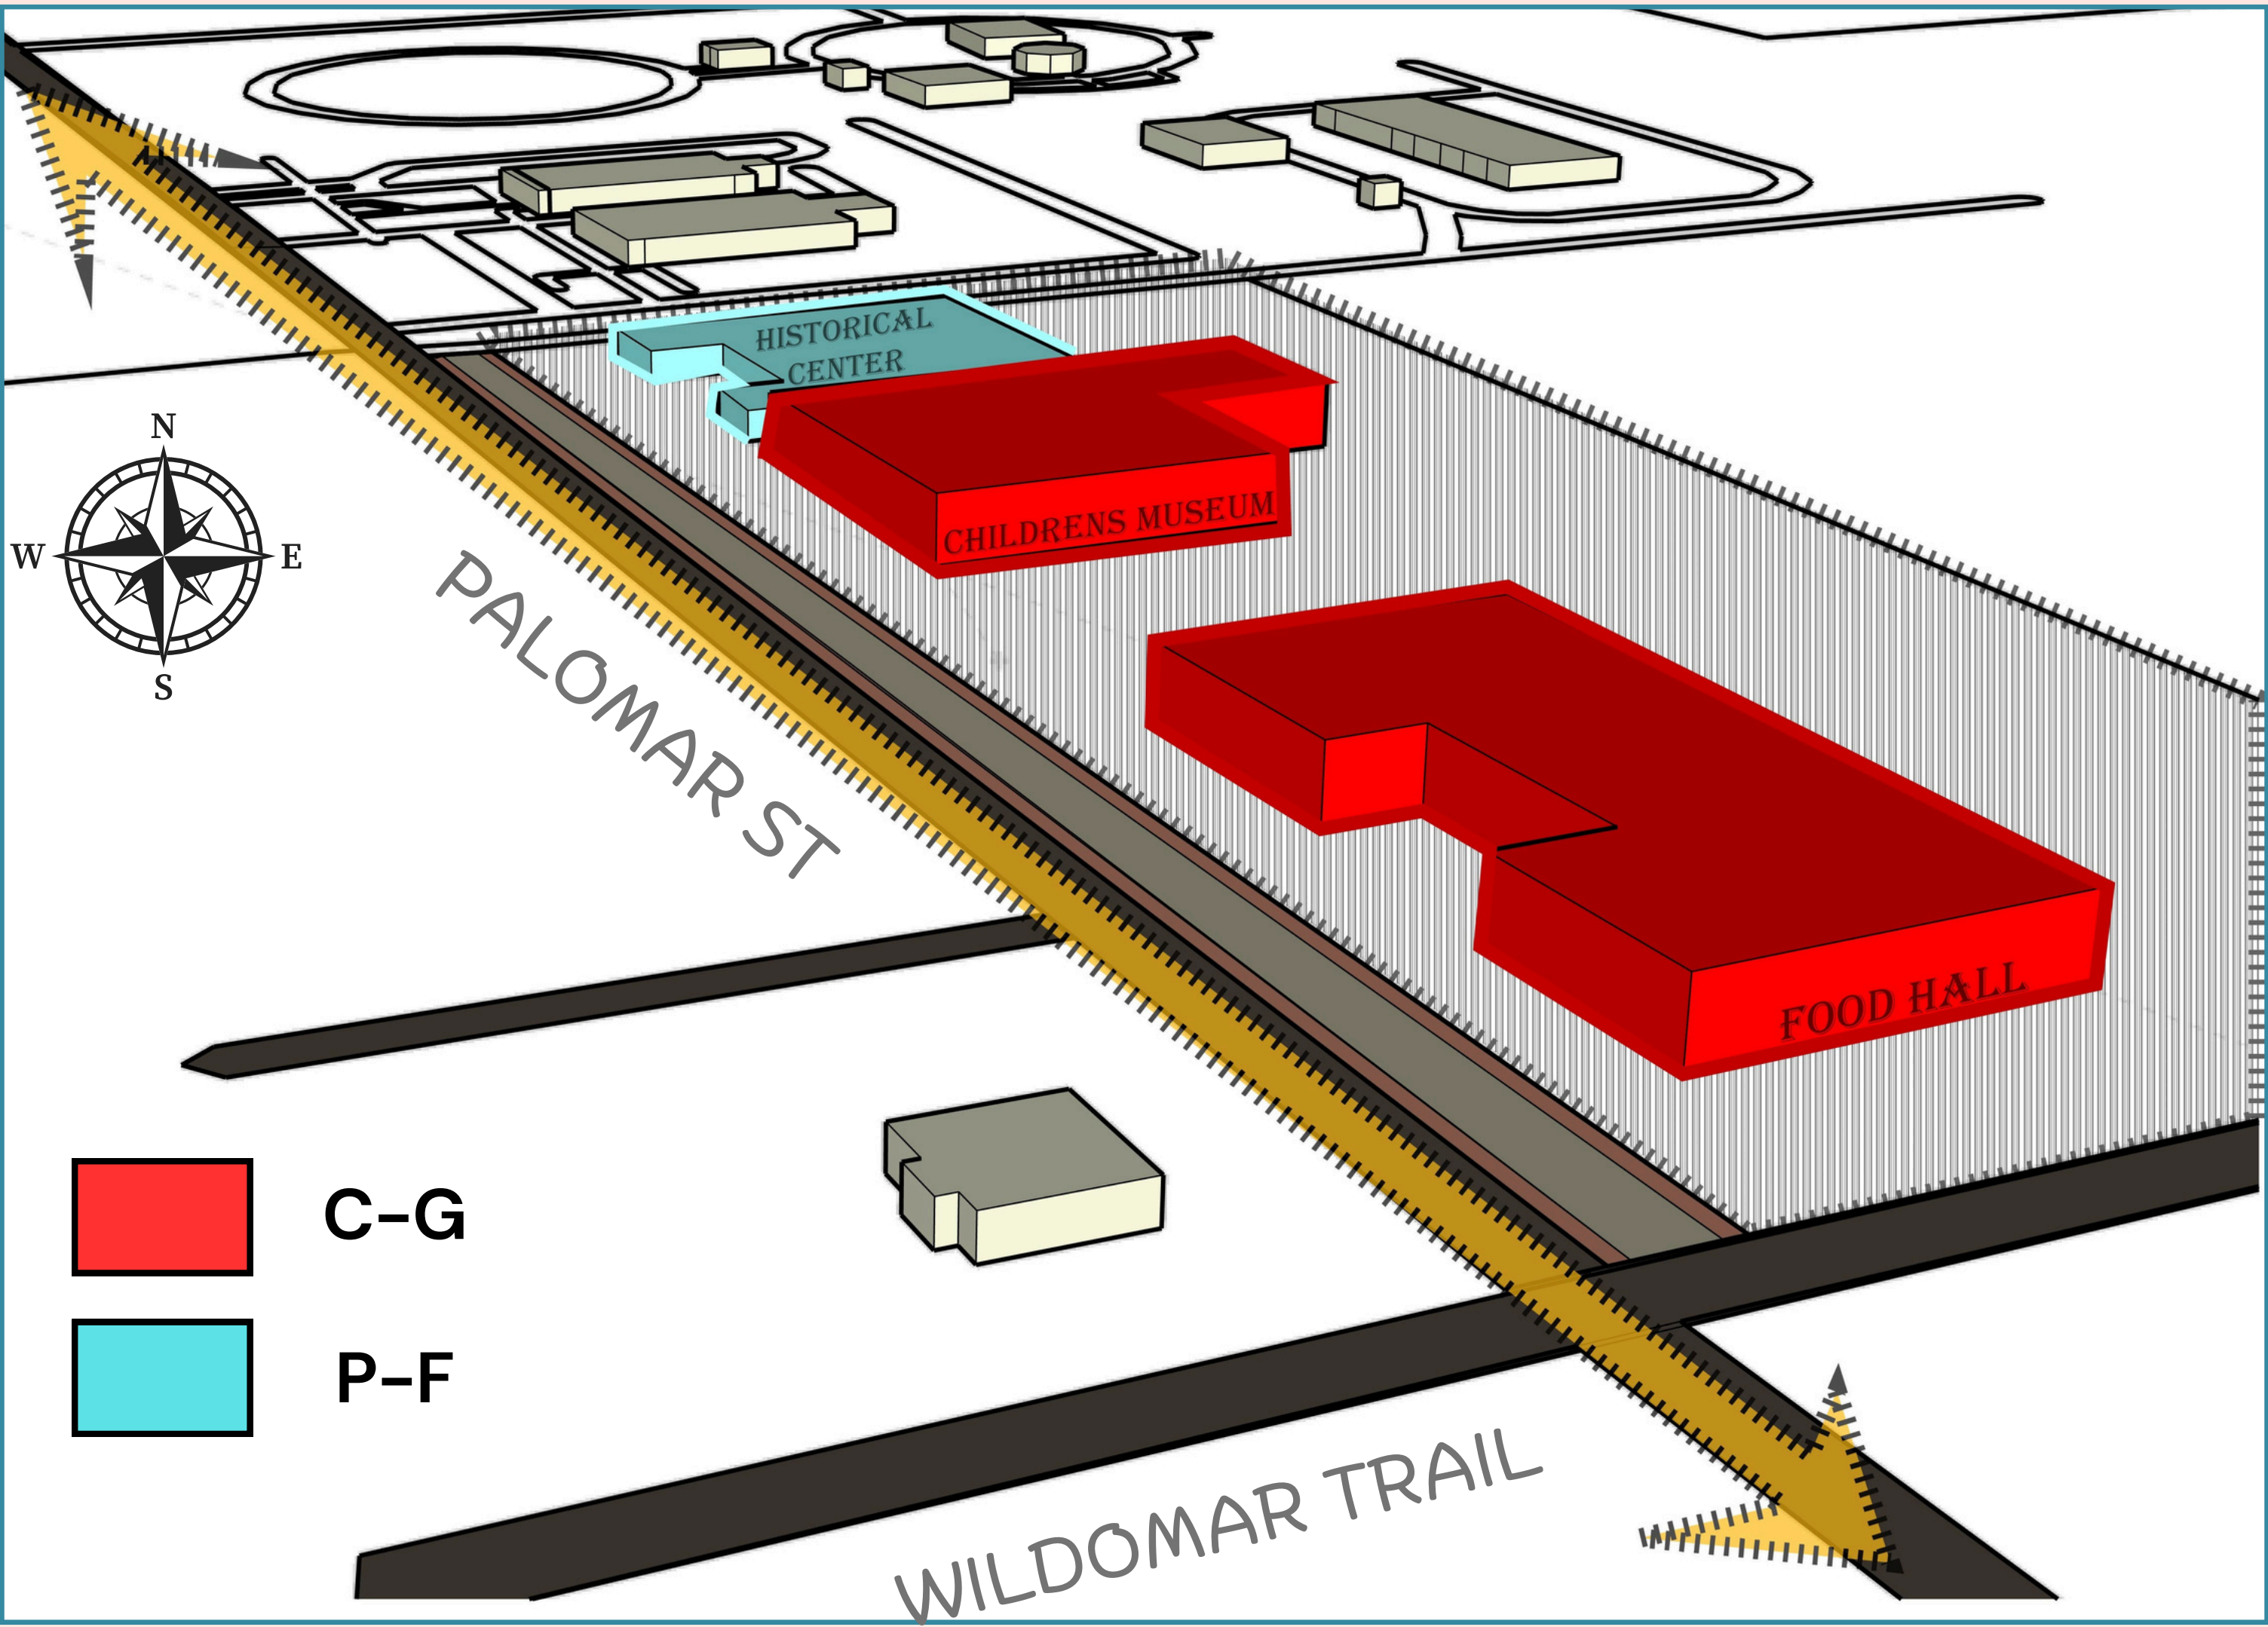 HISTORICAL
CENTER
CHILDRENS MUSEUM
N
W
E
S
PALOMAR ST
FOOD HALL
C-G
P-F
WILDOMAR TRAIL